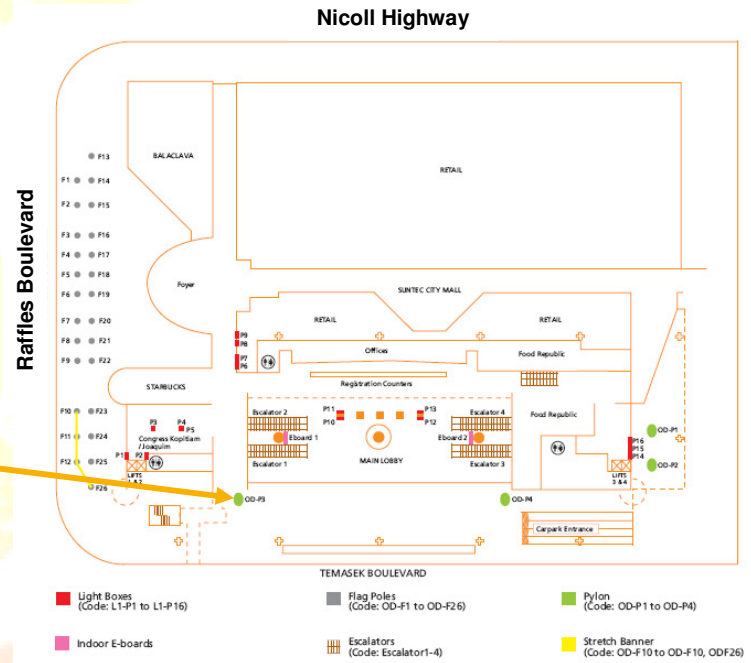 Nicoll Highway
Raffles Boulevard
F13
BALACLAVA
F1 F14
RETAIL
F2 F15
F3 F16
F4 F17
F5 F18
Foyer
SUNTEC CITY MALL
F6 F19
F7 F20
RETAIL
RETAIL
P9
F8 F21
P8
Offices
Food Republic
F9 F22
P7
P6
STARBUCKS
Registration Counters
F10 F23
Escalator 2
P11
P13
Escalator 4
Food Republic
P10
P12
P3 P4
P5
OD-P1
F11 F24
Congress Kopitiam
/Joaquim
Eboard 1
Eboard 2
P16
P15
P14
P1 P2
F12 F25
Escalator 1
MAIN LOBBY
Escalator 3
OD-P2
LIFTS
1 & 2
LIFTS
3 & 4
F26
OD-P3
OD-P4
Carpark Entrance
TEMASEK BOULEVARD
Light Boxes
(Code: L1-P1 to L1-P16)
Flag Poles
(Code: OD-F1 to OD-F26)
Pylon
(Code: OD-P1 to OD-P4)
Indoor E-boards
Escalators
(Code: Escalator1-4)
Stretch Banner
(Code: OD-F10 to OD-F10, ODF26)